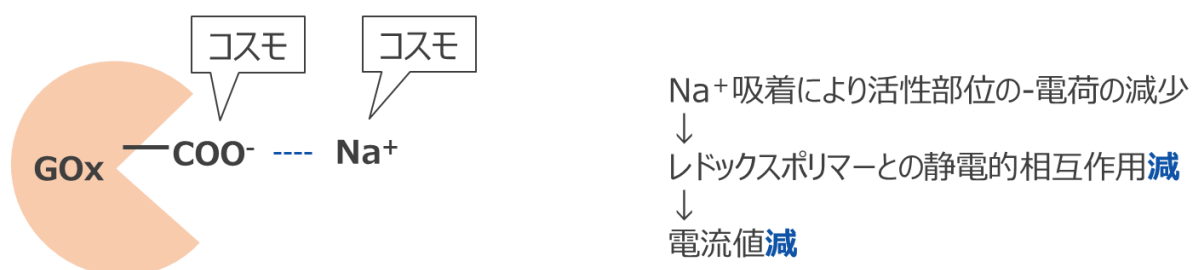 コスモ
コスモ
GOx
COO⁻ ---- Na⁺
Na⁺吸着により活性部位の-電荷の減少
↓
レドックスポリマーとの静電的相互作用減
↓
電流値減